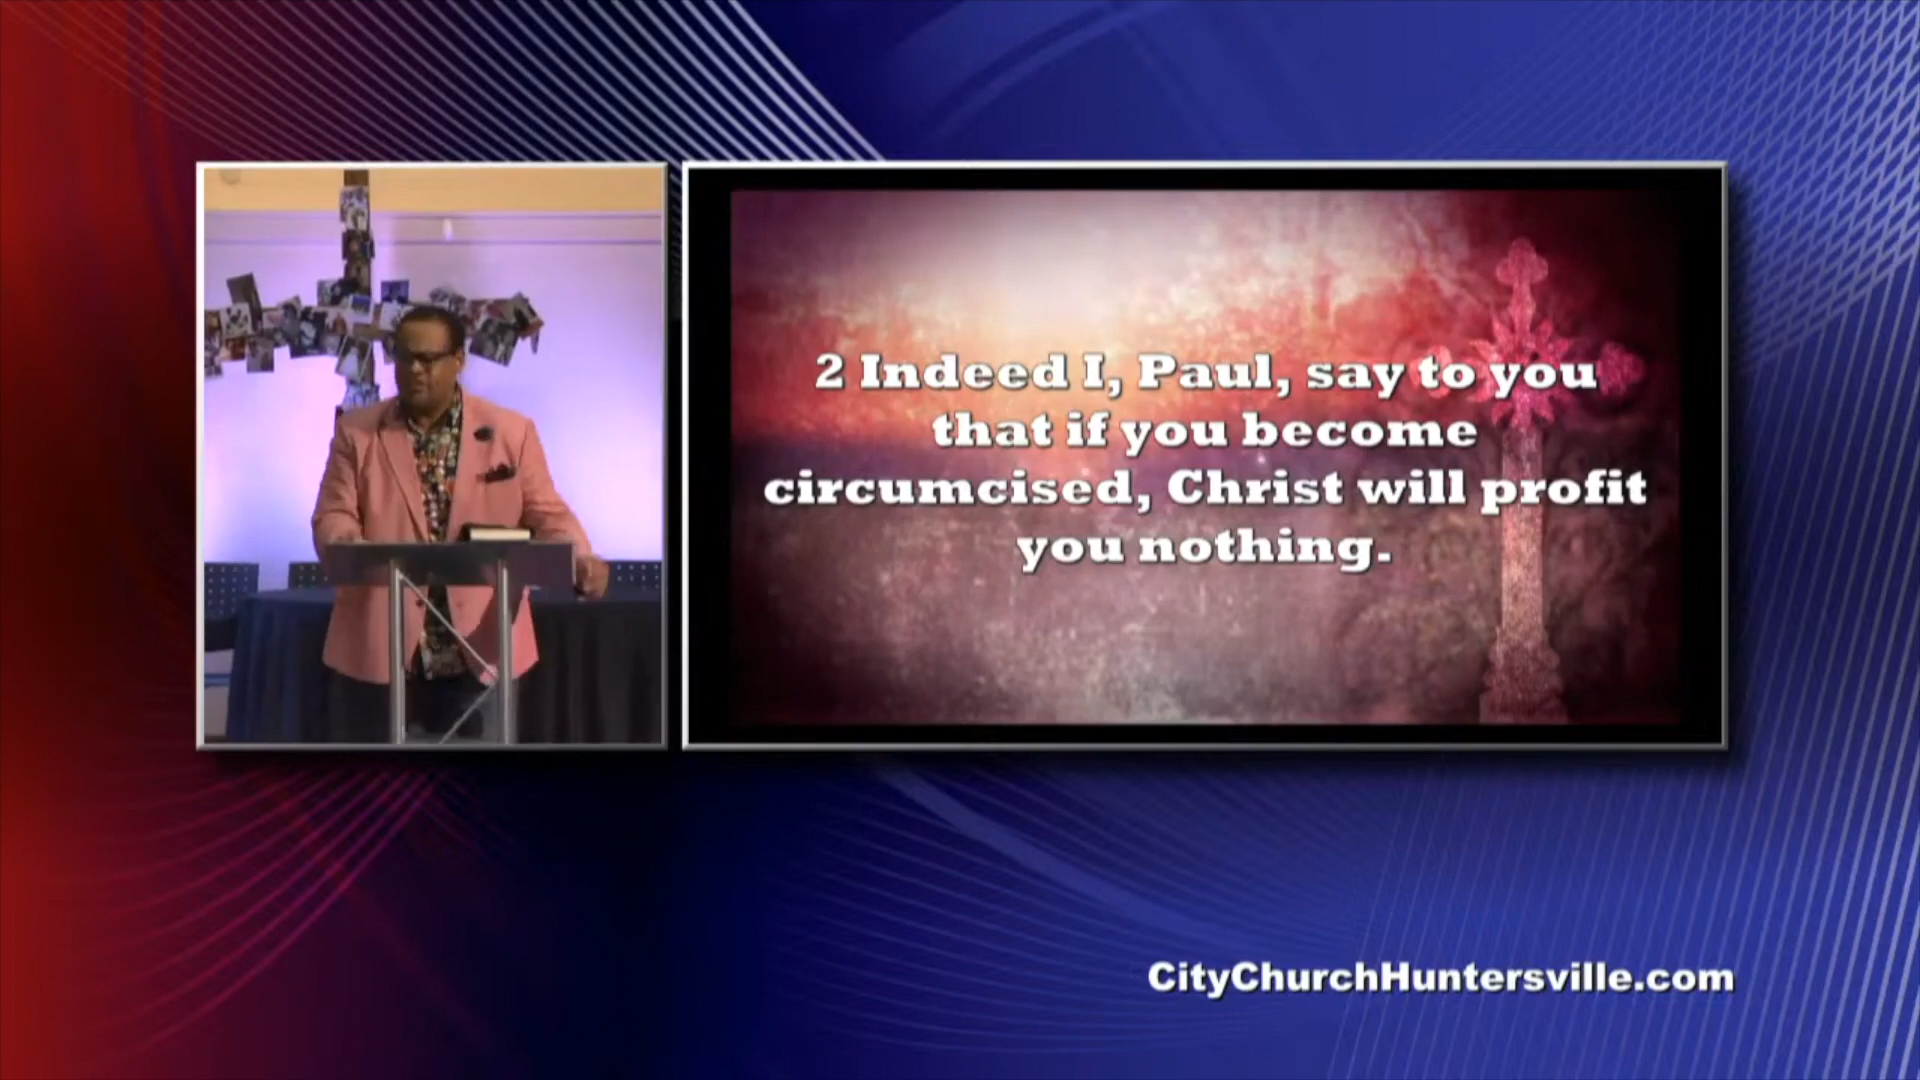 2 Indeed I, Paul, say to you
that if you become
circumcised, Christ will profit
you nothing.
CityChurchHuntersville.com